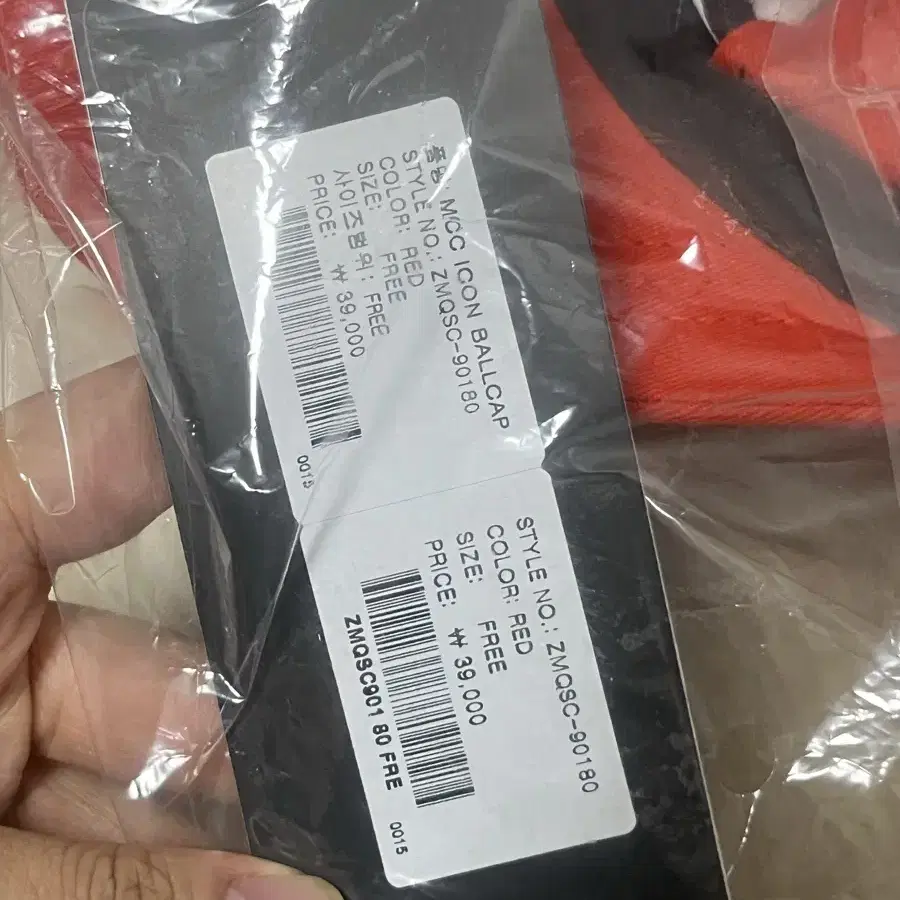 품명: MCC ICON BALLCAP
STYLE NO.: ZMQSC-90180
COLOR: RED
SIZE: FREE
사이즈범위: FREE
PRICE: ₩ 39,000
0015
STYLE NO.: ZMQSC-90180
COLOR: RED
SIZE: FREE
PRICE: ₩ 39,000
ZMQSC901 80 FRE
0015